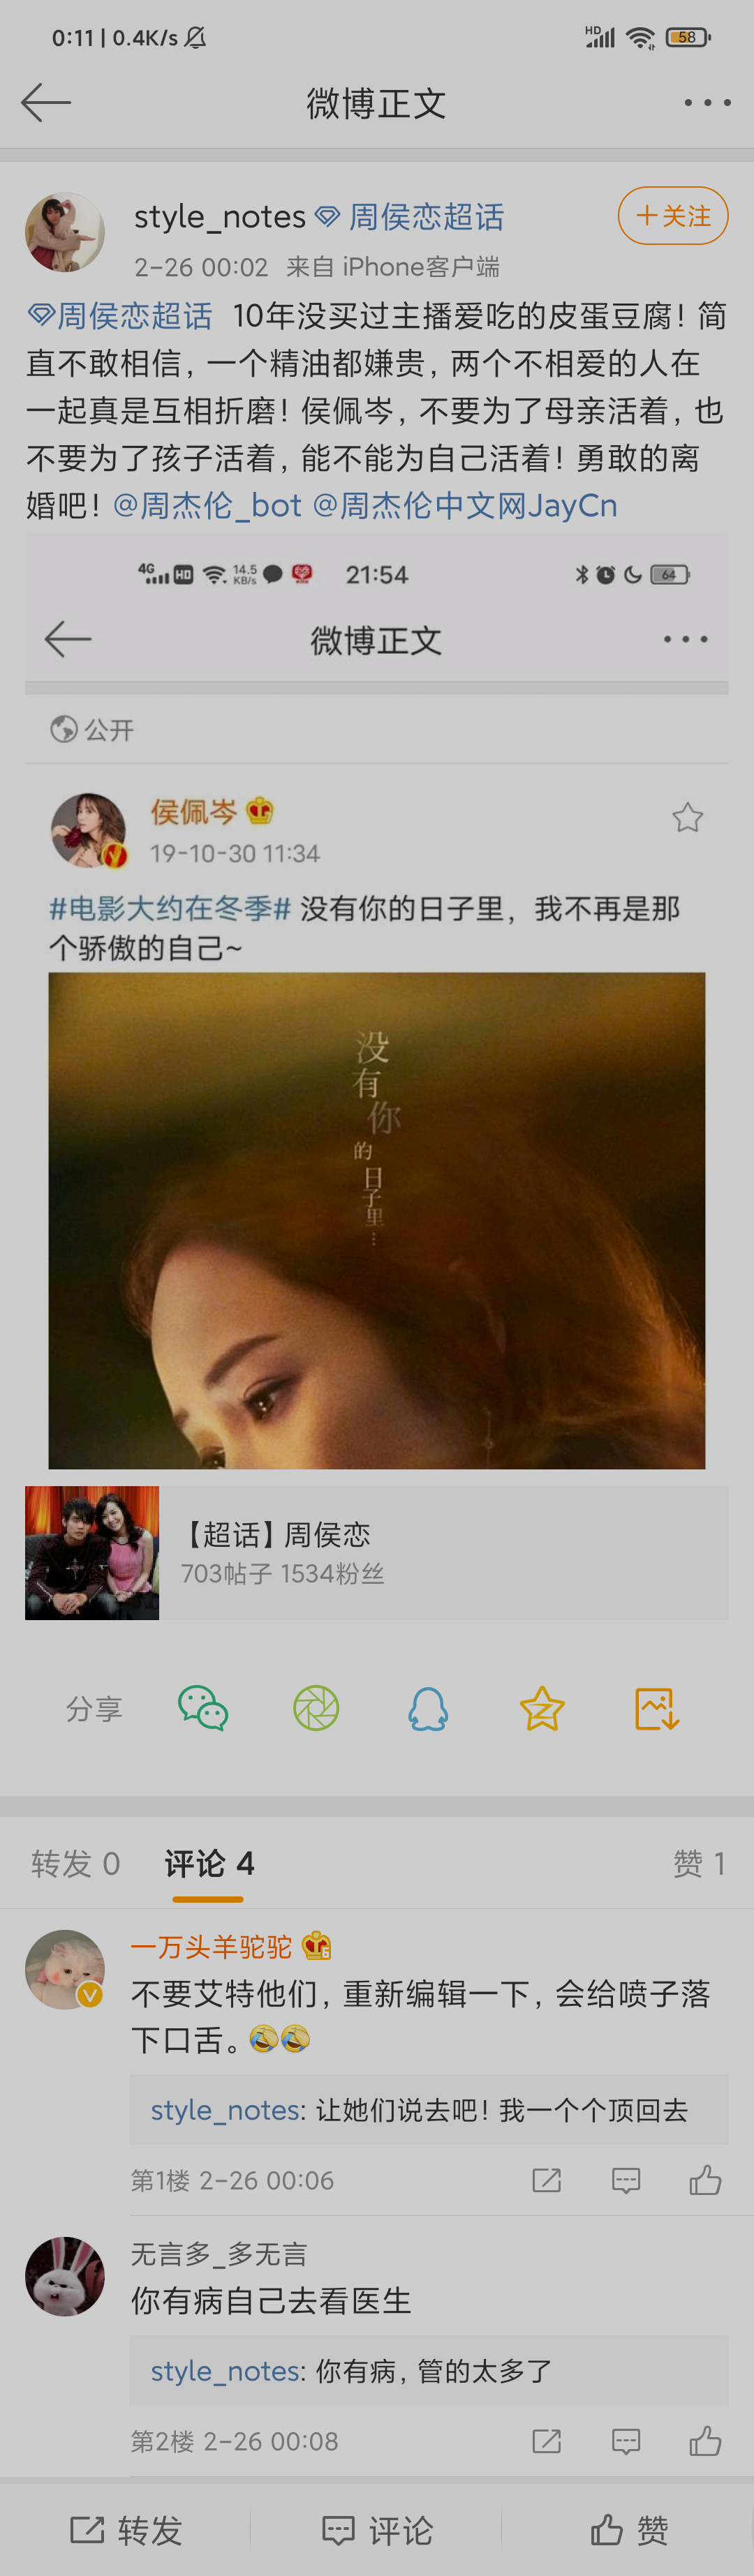 0:11 | 0.4K/s HD 58
微博正文
style_notes 周侯恋超话
+关注
2-26 00:02 来自 iPhone客户端
周侯恋超话 10年没买过主播爱吃的皮蛋豆腐！简
直不敢相信，一个精油都嫌贵，两个不相爱的人在
一起真是互相折磨！侯佩岑，不要为了母亲活着，也
不要为了孩子活着，能不能为自己活着！勇敢的离
婚吧！@周杰伦_bot @周杰伦中文网JayCn
4G HD 14.5 KB/s 21:54 64
微博正文
公开
侯佩岑
19-10-30 11:34
#电影大约在冬季# 没有你的日子里，我不再是那
个骄傲的自己~
没有你的日子里...
【超话】周侯恋
703帖子 1534粉丝
分享
转发 0 评论 4 赞 1
一万头羊驼驼 6
不要艾特他们，重新编辑一下，会给喷子落
下口舌。
style_notes: 让她们说去吧！我一个个顶回去
第1楼 2-26 00:06
无言多_多无言
你有病自己去看医生
style_notes: 你有病，管的太多了
第2楼 2-26 00:08
转发 评论 赞